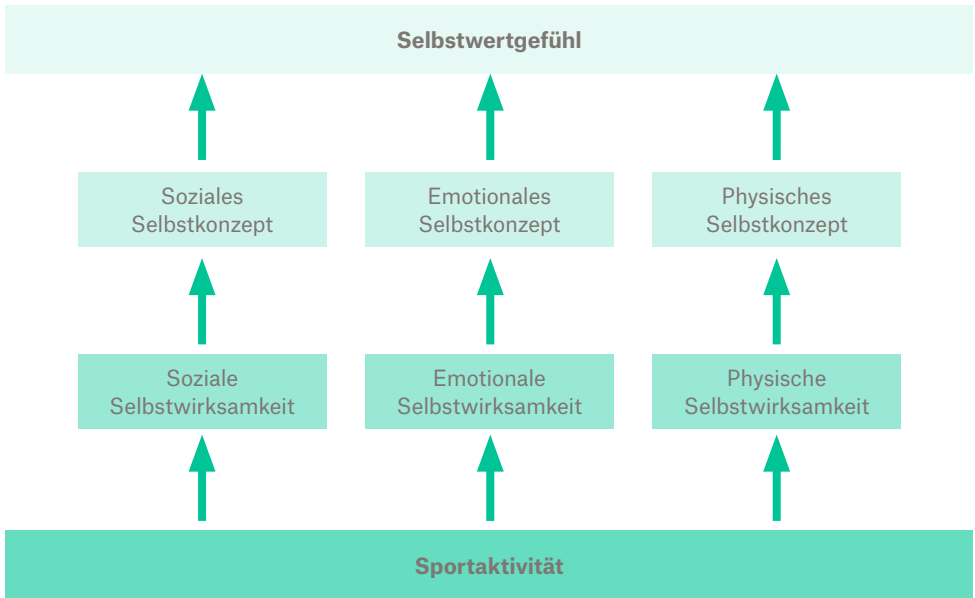 Selbstwertgefühl
Soziales
Selbstkonzept
Emotionales
Selbstkonzept
Physisches
Selbstkonzept
Soziale
Selbstwirksamkeit
Emotionale
Selbstwirksamkeit
Physische
Selbstwirksamkeit
Sportaktivität